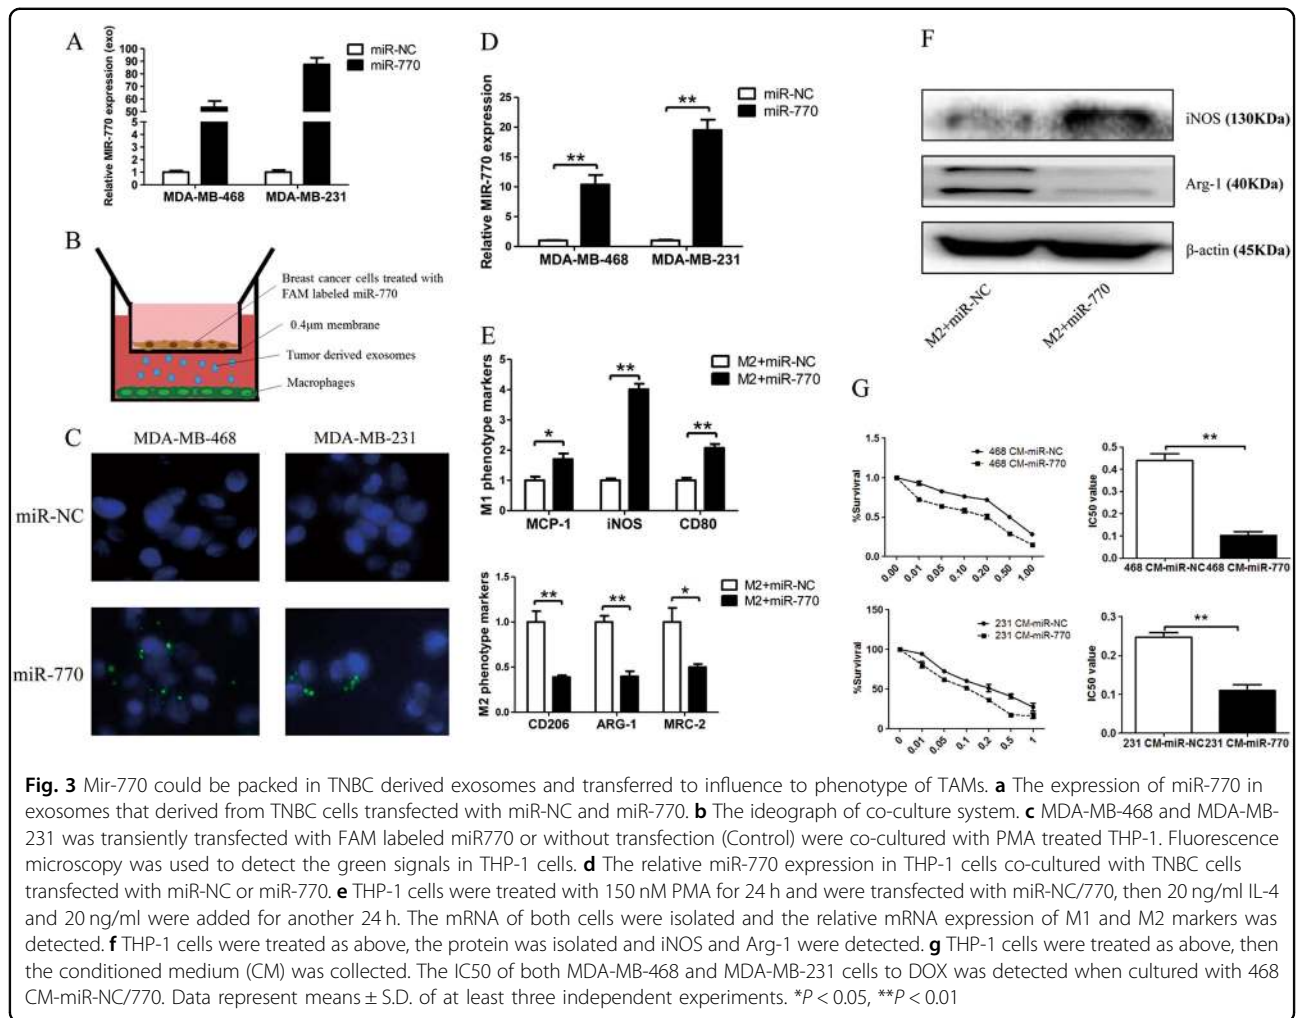 A
Relative MIR-770 expression (exo)
100
90
80
70
60
50
5
4
3
2
1
0
miR-NC
miR-770
MDA-MB-468 MDA-MB-231
B
Breast cancer cells treated with
FAM labeled miR-770
0.4μm membrane
Tumor derived exosomes
Macrophages
C
MDA-MB-468 MDA-MB-231
miR-NC
miR-770
D
Relative MIR-770 expression
25
20
15
10
5
0
** **
miR-NC
miR-770
MDA-MB-468 MDA-MB-231
E
M1 phenotype markers
5
4
3
2
1
0
* ** **
M2+miR-NC
M2+miR-770
MCP-1 iNOS CD80
M2 phenotype markers
1.5
1.0
0.5
0.0
** ** *
M2+miR-NC
M2+miR-770
CD206 ARG-1 MRC-2
F
iNOS (130KDa)
Arg-1 (40KDa)
β-actin (45KDa)
M2+miR-NC M2+miR-770
G
%Survivral
1.5
1.0
0.5
0.0
468 CM-miR-NC
468 CM-miR-770
0.00 0.01 0.05 0.10 0.20 0.50 1.00
IC50 value
0.5
0.4
0.3
0.2
0.1
0.0
**
468 CM-miR-NC 468 CM-miR-770
%Survivral
150
100
50
0
231 CM-miR-NC
231 CM-miR-770
0 0.01 0.05 0.1 0.2 0.5 1
IC50 value
0.3
0.2
0.1
0.0
**
231 CM-miR-NC 231 CM-miR-770
Fig. 3 Mir-770 could be packed in TNBC derived exosomes and transferred to influence to phenotype of TAMs. a The expression of miR-770 in
exosomes that derived from TNBC cells transfected with miR-NC and miR-770. b The ideograph of co-culture system. c MDA-MB-468 and MDA-MB-
231 was transiently transfected with FAM labeled miR770 or without transfection (Control) were co-cultured with PMA treated THP-1. Fluorescence
microscopy was used to detect the green signals in THP-1 cells. d The relative miR-770 expression in THP-1 cells co-cultured with TNBC cells
transfected with miR-NC or miR-770. e THP-1 cells were treated with 150 nM PMA for 24 h and were transfected with miR-NC/770, then 20 ng/ml IL-4
and 20 ng/ml were added for another 24 h. The mRNA of both cells were isolated and the relative mRNA expression of M1 and M2 markers was
detected. f THP-1 cells were treated as above, the protein was isolated and iNOS and Arg-1 were detected. g THP-1 cells were treated as above, then
the conditioned medium (CM) was collected. The IC50 of both MDA-MB-468 and MDA-MB-231 cells to DOX was detected when cultured with 468
CM-miR-NC/770. Data represent means ± S.D. of at least three independent experiments. *P < 0.05, **P < 0.01